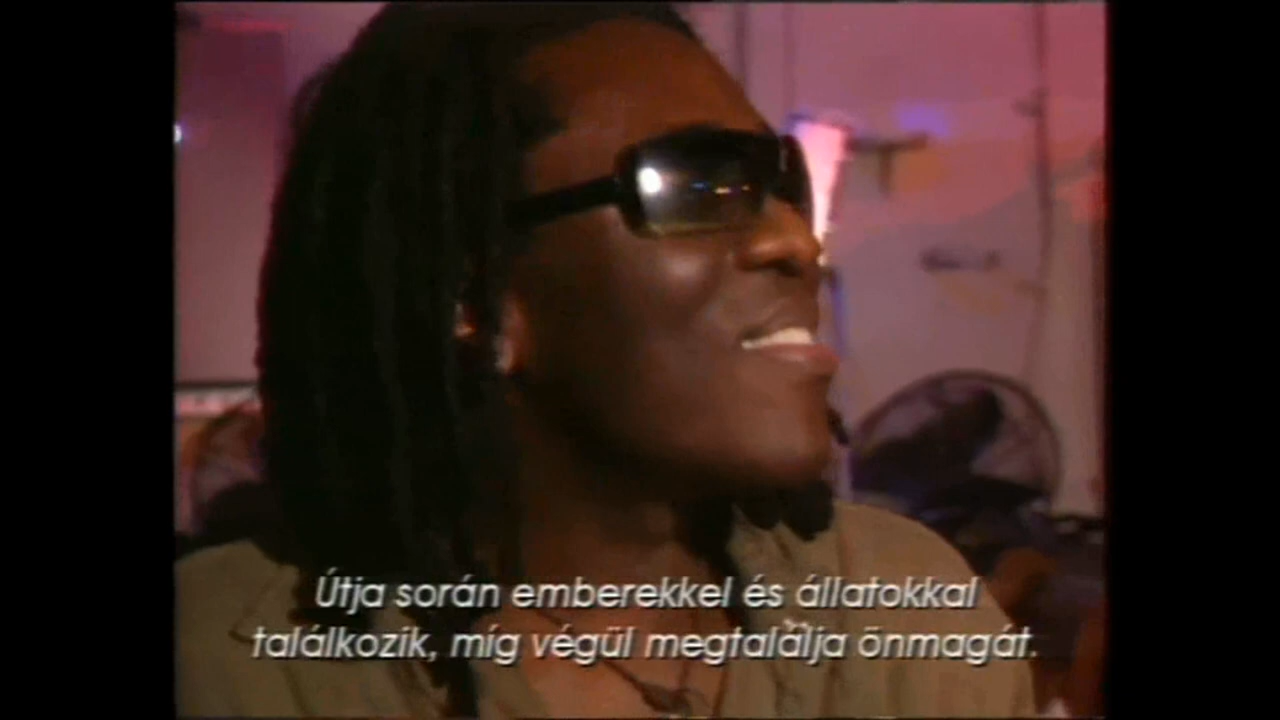 Útja során emberekkel és állatokkal
találkozik, míg végül megtalálja önmagát.